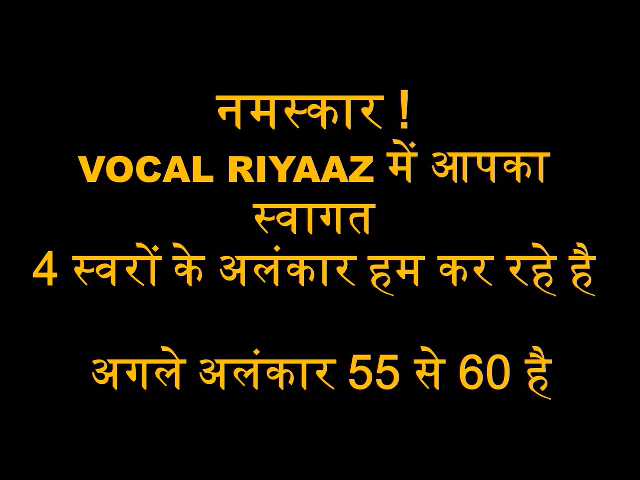 नमस्कार !
VOCAL RIYAAZ में आपका
स्वागत
4 स्वरों के अलंकार हम कर रहे है
अगले अलंकार 55 से 60 है